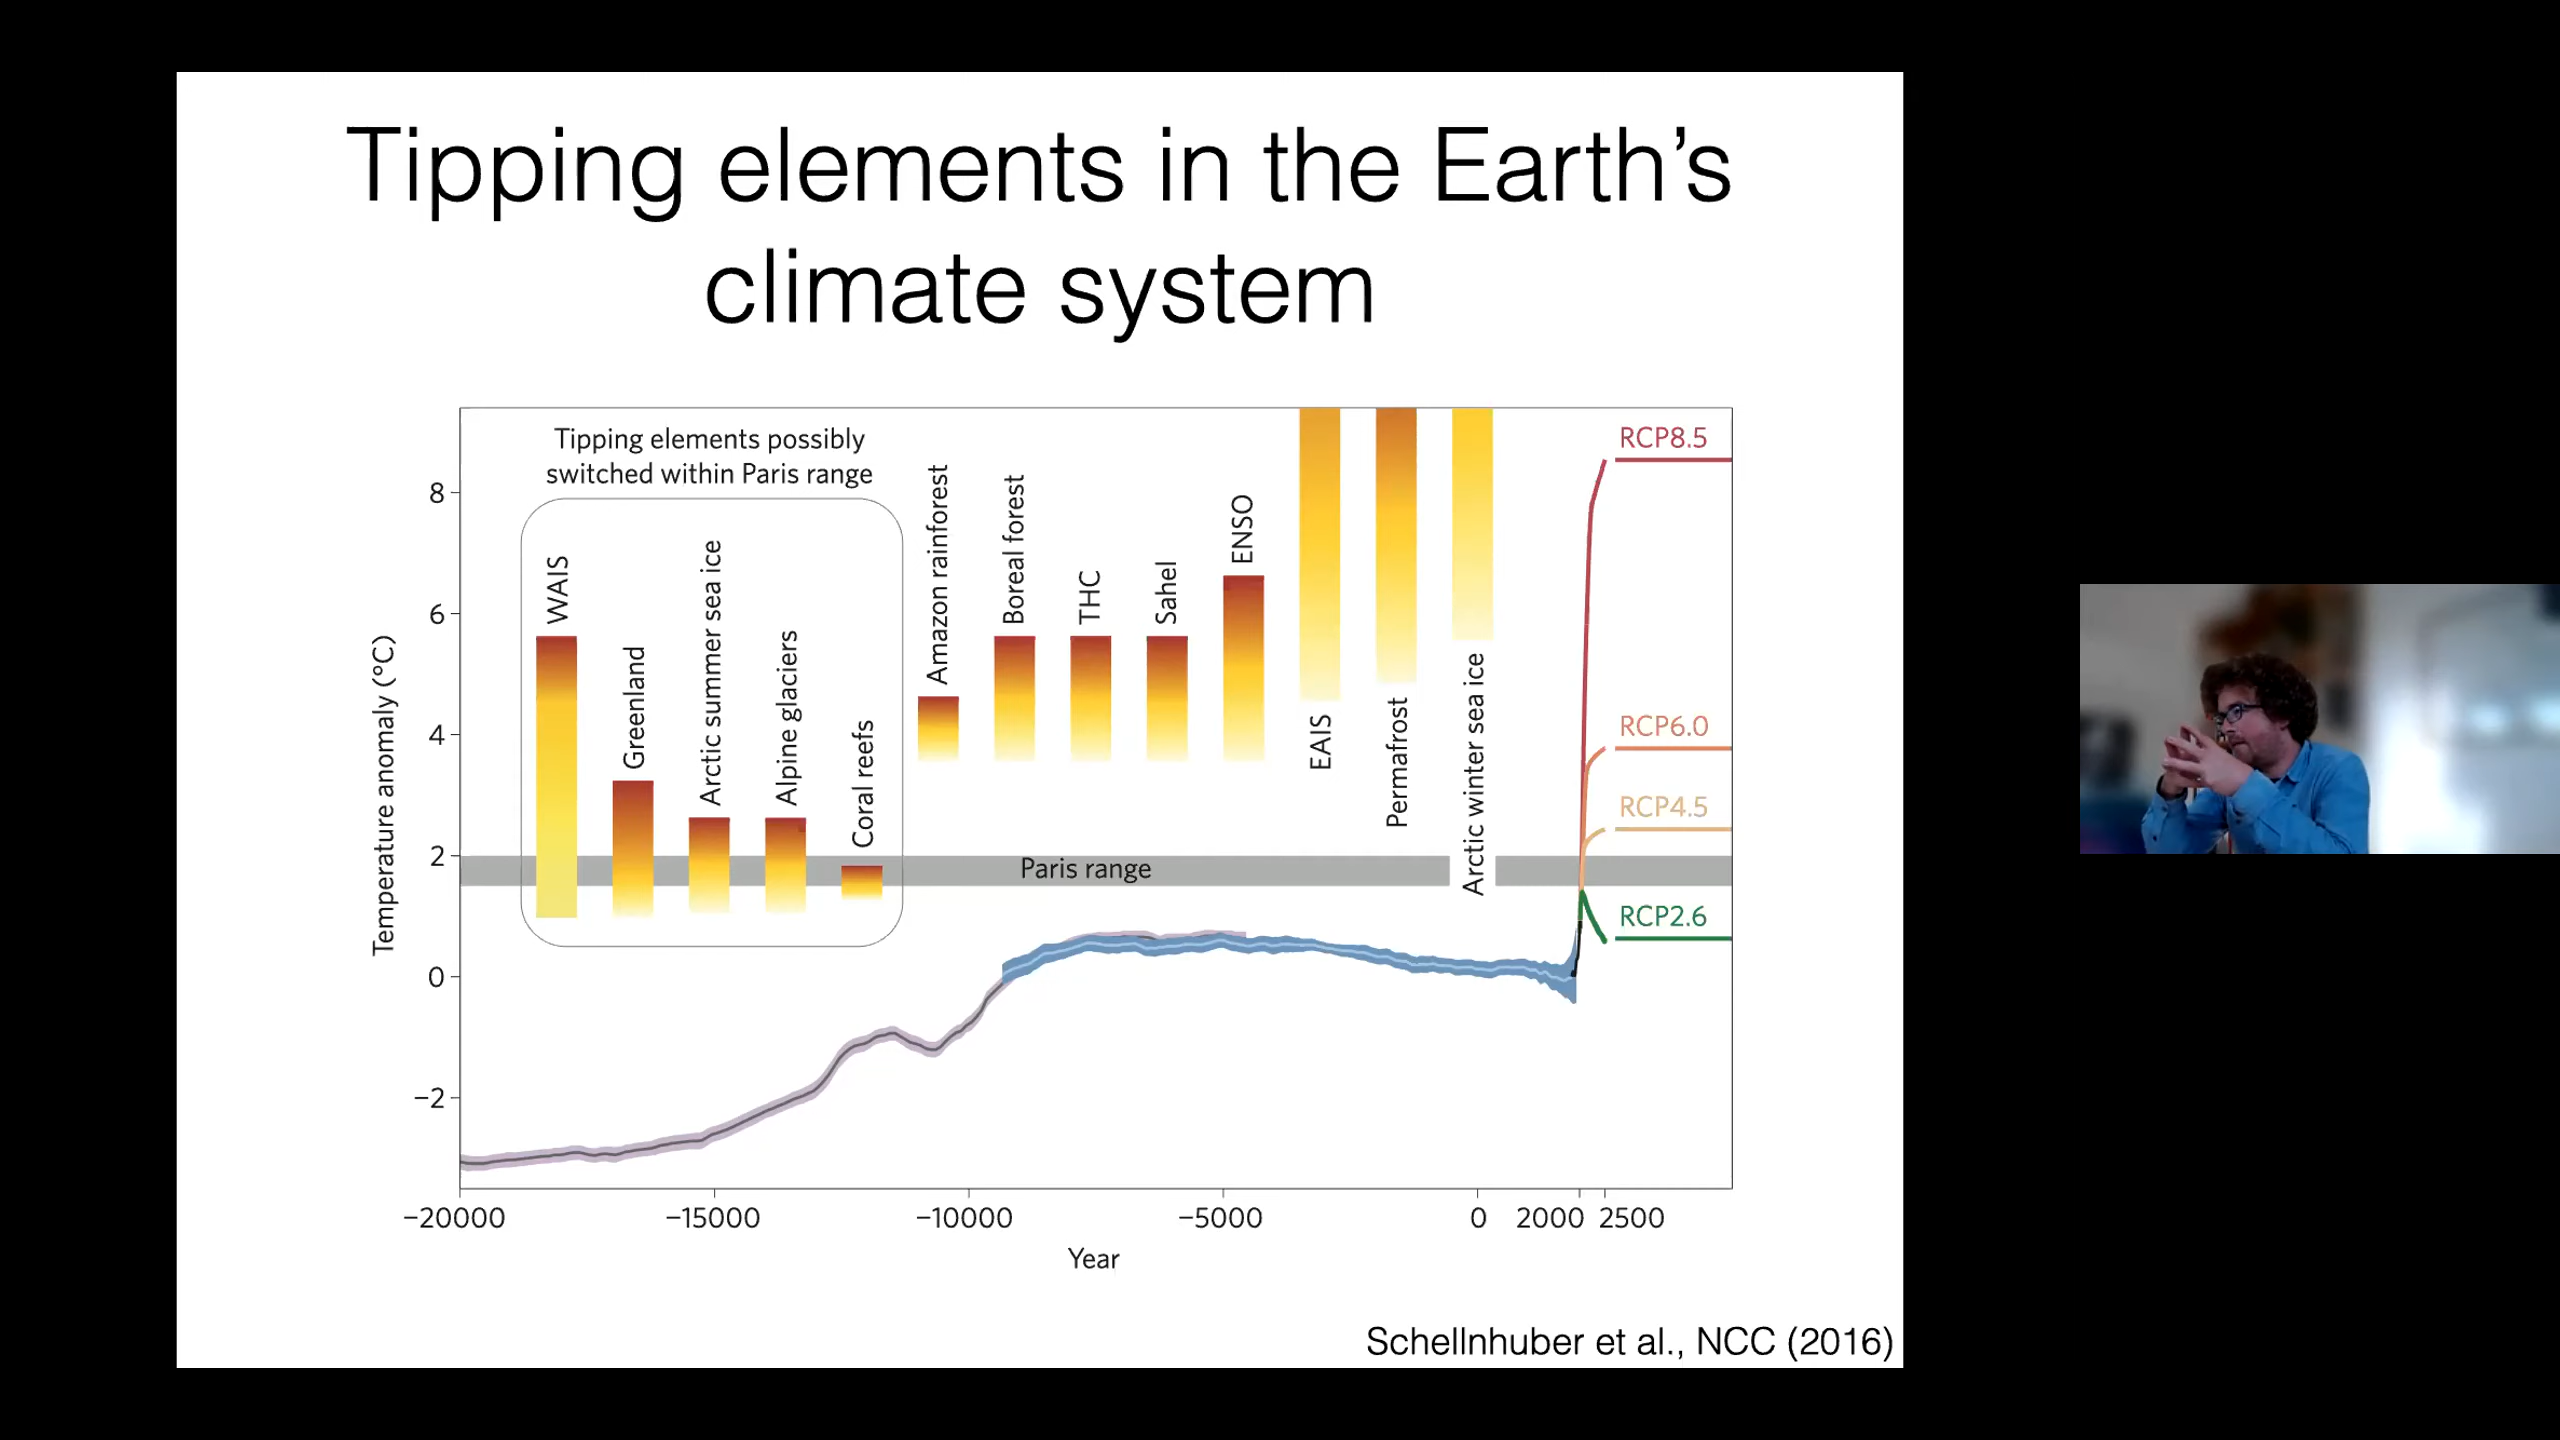 Tipping elements in the Earth’s
climate system
Tipping elements possibly
switched within Paris range
WAIS
Greenland
Arctic summer sea ice
Alpine glaciers
Coral reefs
Amazon rainforest
Boreal forest
THC
Sahel
ENSO
EAIS
Permafrost
Arctic winter sea ice
RCP8.5
RCP6.0
RCP4.5
RCP2.6
Paris range
Temperature anomaly (°C)
8
6
4
2
0
−2
−20000 −15000 −10000 −5000 0 2000 2500
Year
Schellnhuber et al., NCC (2016)